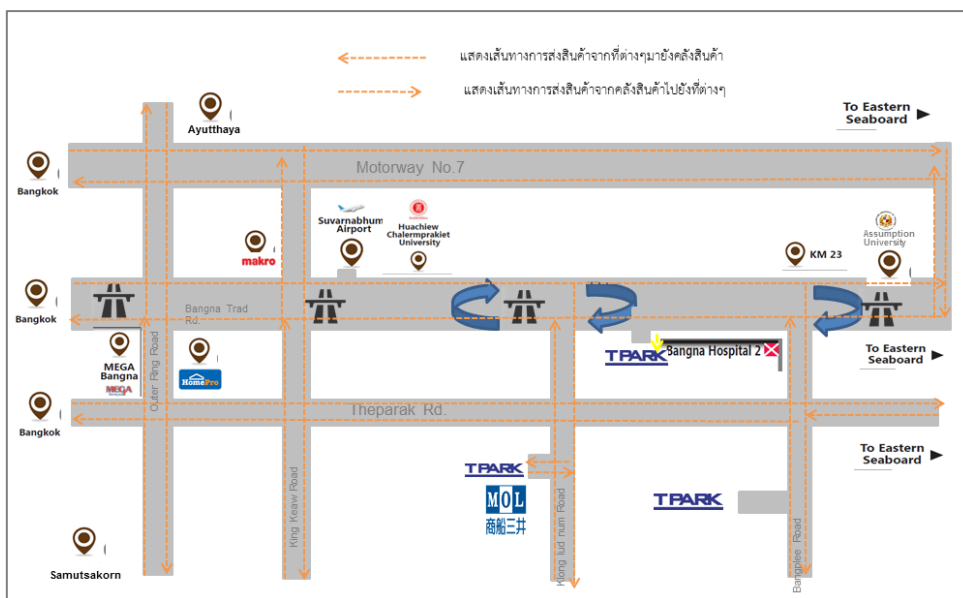 แสดงเส้นทางการส่งสินค้าจากที่ต่างๆมายังคลังสินค้า
แสดงเส้นทางการส่งสินค้าจากคลังสินค้าไปยังที่ต่างๆ
To Eastern
Seaboard
Ayutthaya
Motorway No.7
Bangkok
Suvarnabhum
Airport
Huachiew
Chalermprakiet
University
Assumption
University
makro
KM 23
Bangkok
Bangna Trad
Rd.
MEGA
Bangna
MEGA
HomePro
Outer Ring Road
TPARK
Bangna Hospital 2
To Eastern
Seaboard
Bangkok
Theparak Rd.
To Eastern
Seaboard
King Keaw Road
TPARK
MOL
商船三井
Klong lud num Road
TPARK
Bangplee Road
Samutsakorn